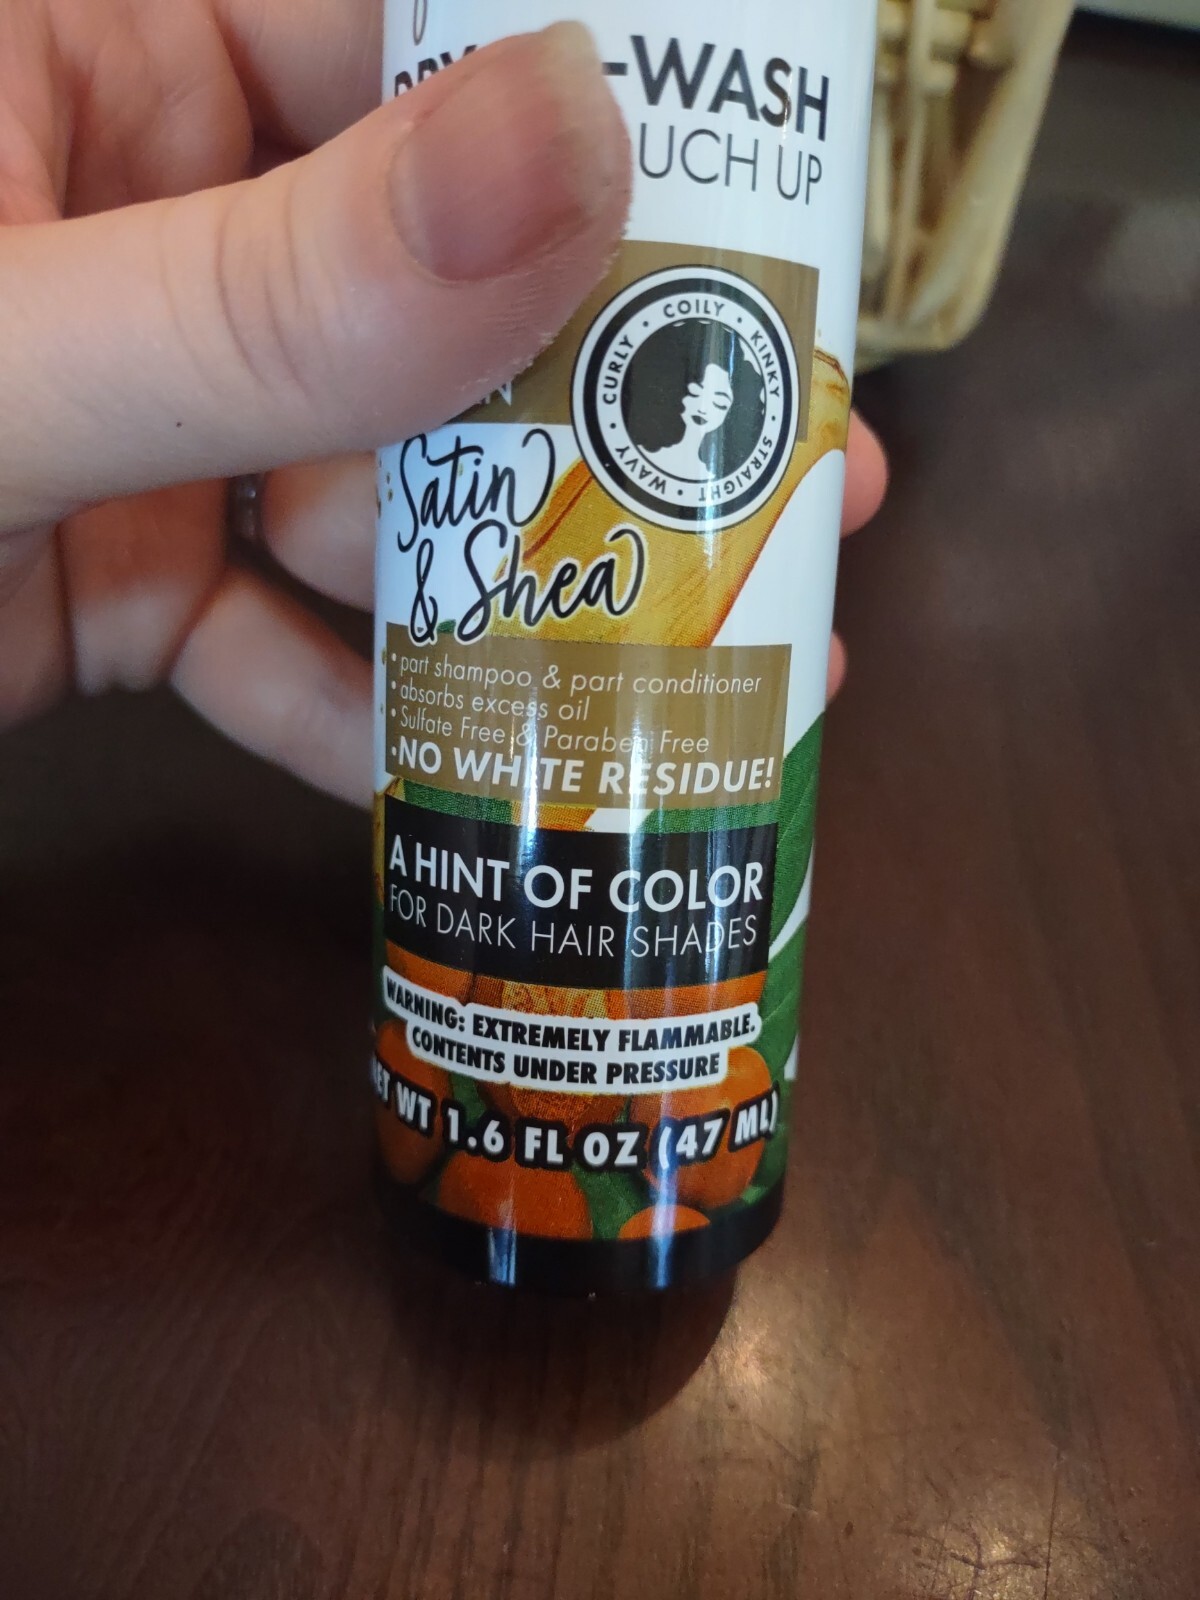 -WASH
UCH UP
CURLY • COILY • KINKY • STRAIGHT • WAVY •
Satin
& Shea
• part shampoo & part conditioner
• absorbs excess oil
• Sulfate Free & Paraben Free
•NO WHITE RESIDUE!
A HINT OF COLOR
FOR DARK HAIR SHADES
WARNING: EXTREMELY FLAMMABLE.
CONTENTS UNDER PRESSURE
NET WT 1.6 FL OZ (47 ML)